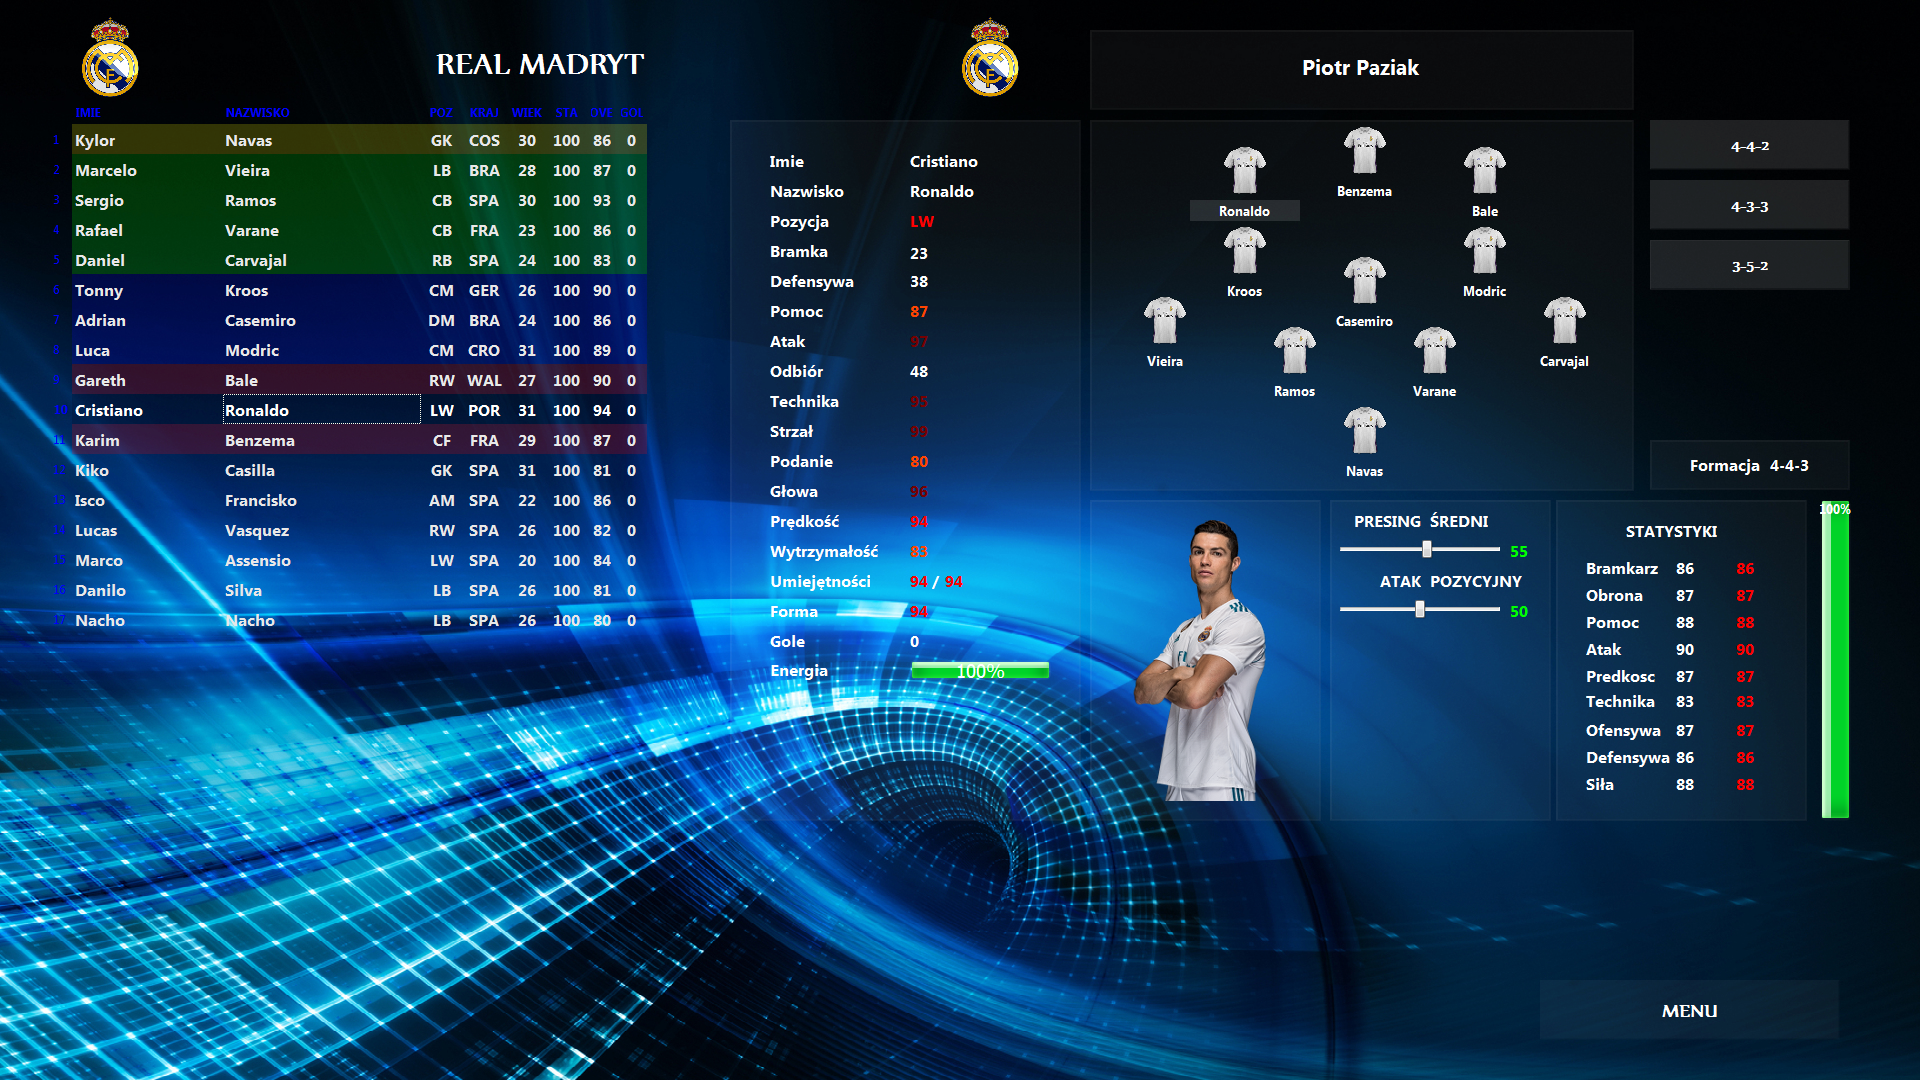 REAL MADRYT
IMIE NAZWISKO POZ KRAJ WIEK STA OVE GOL
1 Kylor Navas GK COS 30 100 86 0
2 Marcelo Vieira LB BRA 28 100 87 0
3 Sergio Ramos CB SPA 30 100 93 0
4 Rafael Varane CB FRA 23 100 86 0
5 Daniel Carvajal RB SPA 24 100 83 0
6 Tonny Kroos CM GER 26 100 90 0
7 Adrian Casemiro DM BRA 24 100 86 0
8 Luca Modric CM CRO 31 100 89 0
9 Gareth Bale RW WAL 27 100 90 0
10 Cristiano Ronaldo LW POR 31 100 94 0
11 Karim Benzema CF FRA 29 100 87 0
12 Kiko Casilla GK SPA 31 100 81 0
13 Isco Francisko AM SPA 22 100 86 0
14 Lucas Vasquez RW SPA 26 100 82 0
15 Marco Assensio LW SPA 20 100 84 0
16 Danilo Silva LB SPA 26 100 81 0
17 Nacho Nacho LB SPA 26 100 80 0
Imie Cristiano
Nazwisko Ronaldo
Pozycja LW
Bramka 23
Defensywa 38
Pomoc 87
Atak 97
Odbiór 48
Technika 95
Strzał 99
Podanie 80
Głowa 96
Prędkość 94
Wytrzymałość 83
Umiejętności 94 / 94
Forma 94
Gole 0
Energia 100%
Piotr Paziak
Benzema
Ronaldo Bale
Kroos Modric
Casemiro
Vieira Carvajal
Ramos Varane
Navas
4-4-2
4-3-3
3-5-2
Formacja 4-4-3
PRESING ŚREDNI
55
ATAK POZYCYJNY
50
STATYSTYKI
Bramkarz 86 86
Obrona 87 87
Pomoc 88 88
Atak 90 90
Predkosc 87 87
Technika 83 83
Ofensywa 87 87
Defensywa 86 86
Siła 88 88
100%
MENU